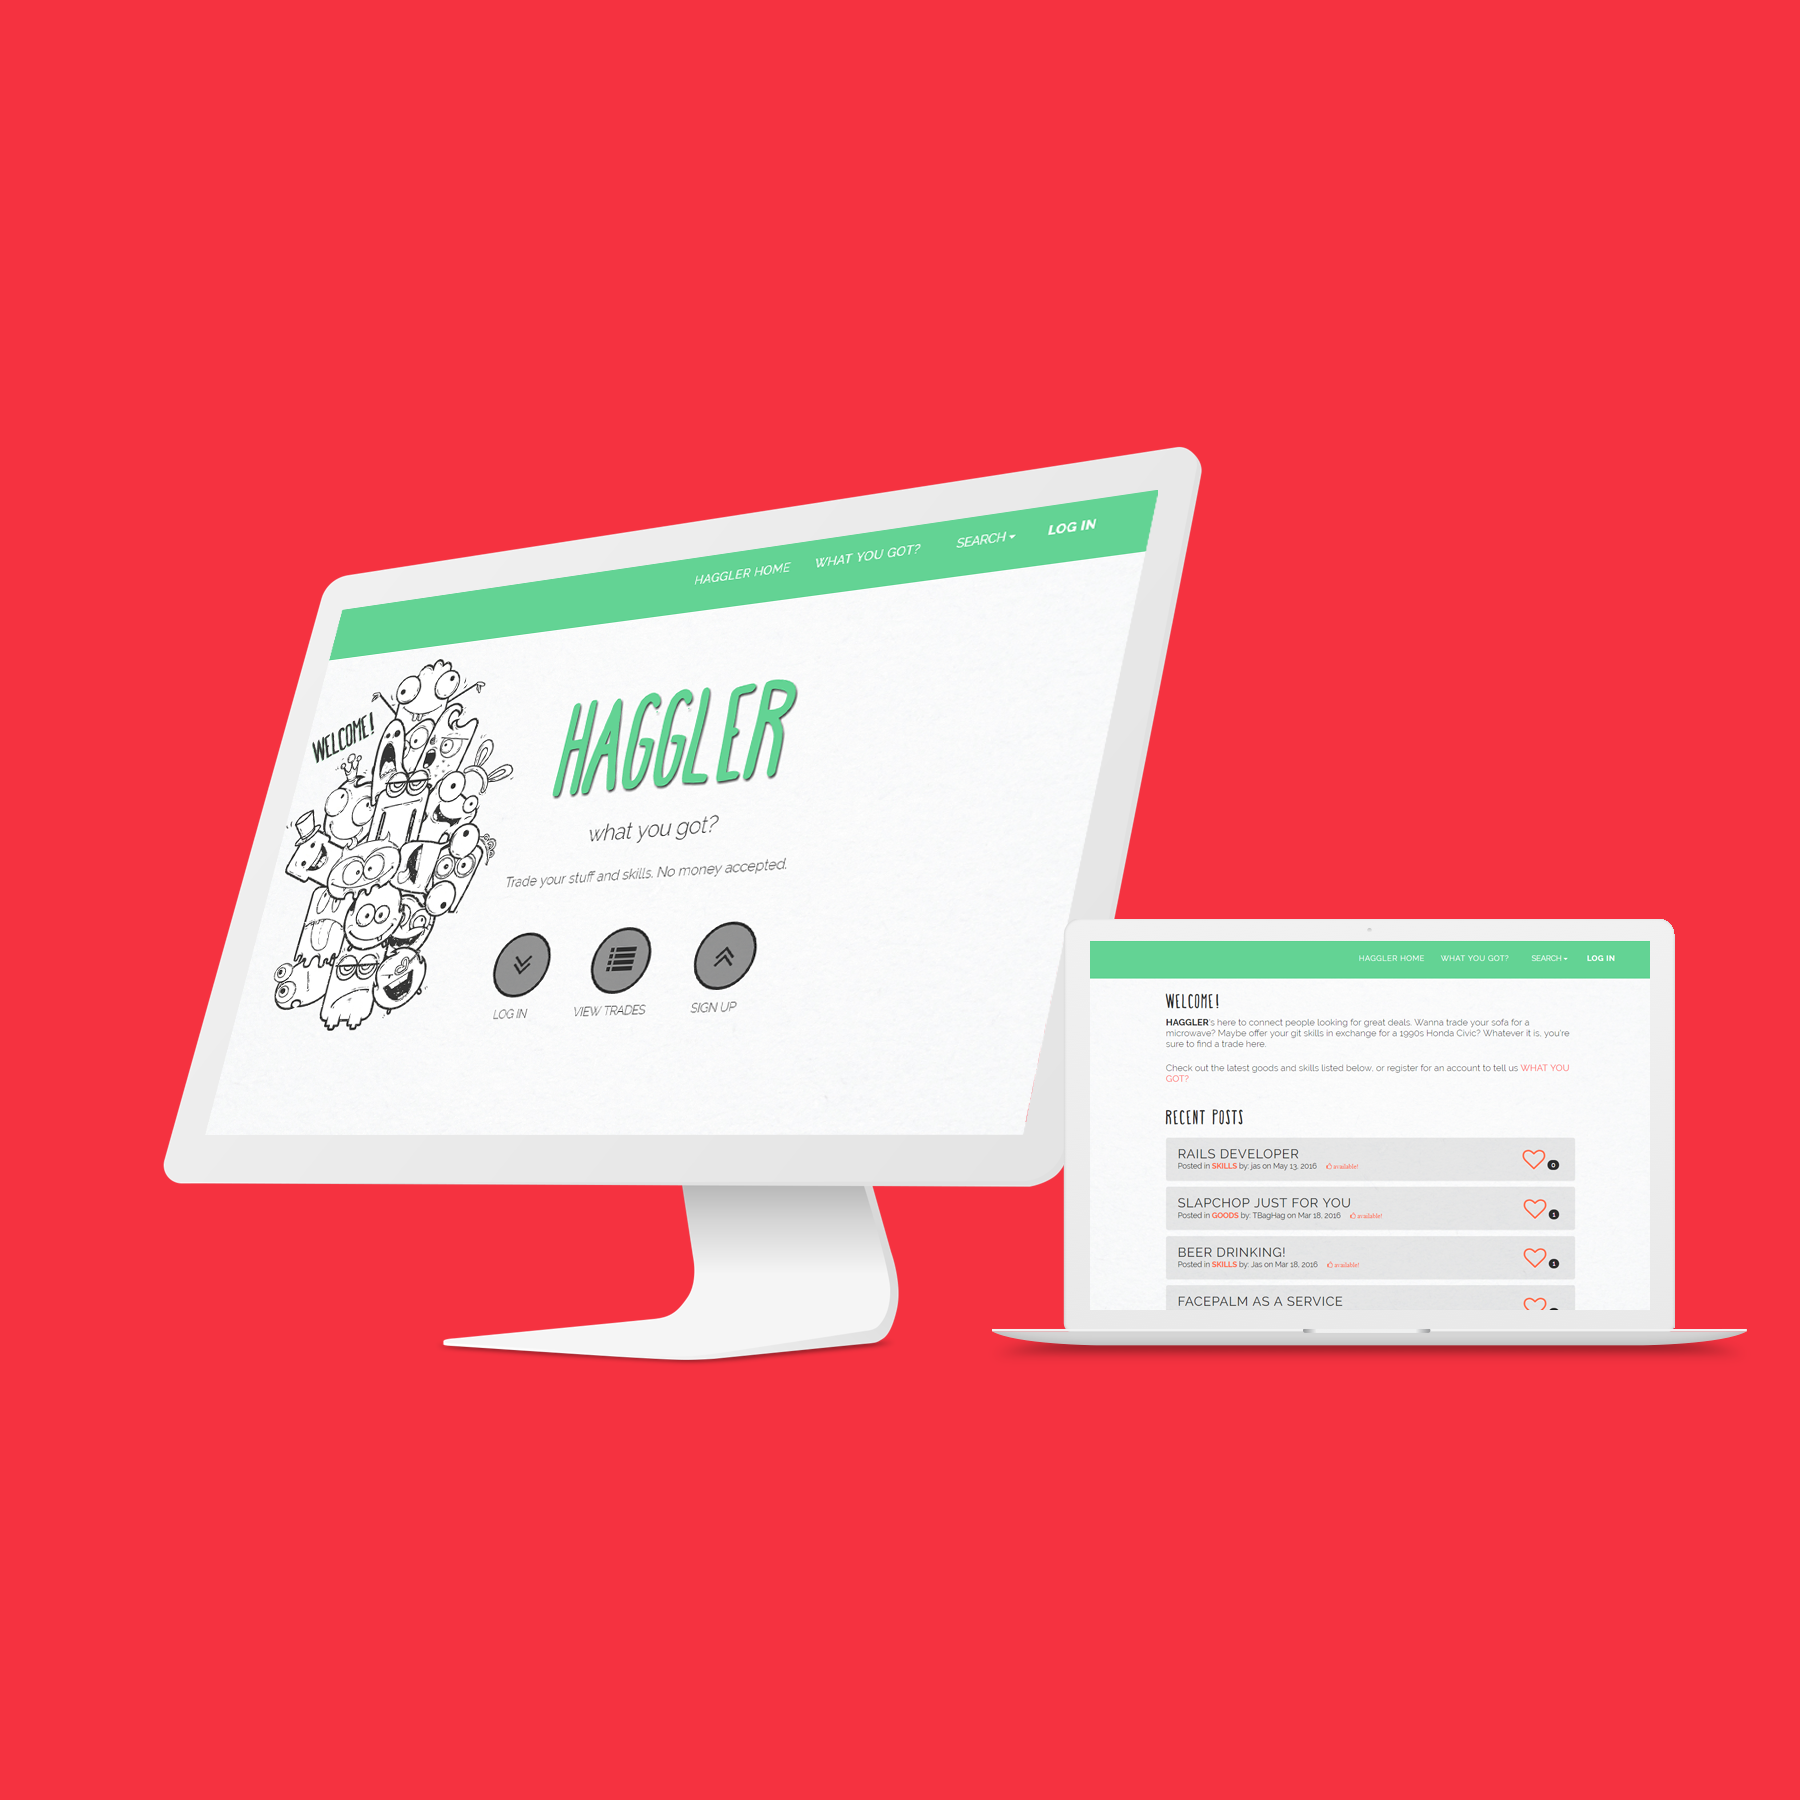 HAGGLER HOME WHAT YOU GOT? SEARCH LOG IN
WELCOME!
HAGGLER
what you got?
Trade your stuff and skills. No money accepted.
LOG IN VIEW TRADES SIGN UP
HAGGLER HOME WHAT YOU GOT? SEARCH LOG IN
WELCOME!
HAGGLER's here to connect people looking for great deals. Wanna trade your sofa for a
microwave? Maybe offer your git skills in exchange for a 1990s Honda Civic? Whatever it is, you're
sure to find a trade here.
Check out the latest goods and skills listed below, or register for an account to tell us WHAT YOU
GOT?
RECENT POSTS
RAILS DEVELOPER
Posted in SKILLS by: jas on May 13, 2016 available! 0
SLAPCHOP JUST FOR YOU
Posted in GOODS by: TBagHag on Mar 18, 2016 available! 1
BEER DRINKING!
Posted in SKILLS by: Jas on Mar 18, 2016 available! 1
FACEPALM AS A SERVICE